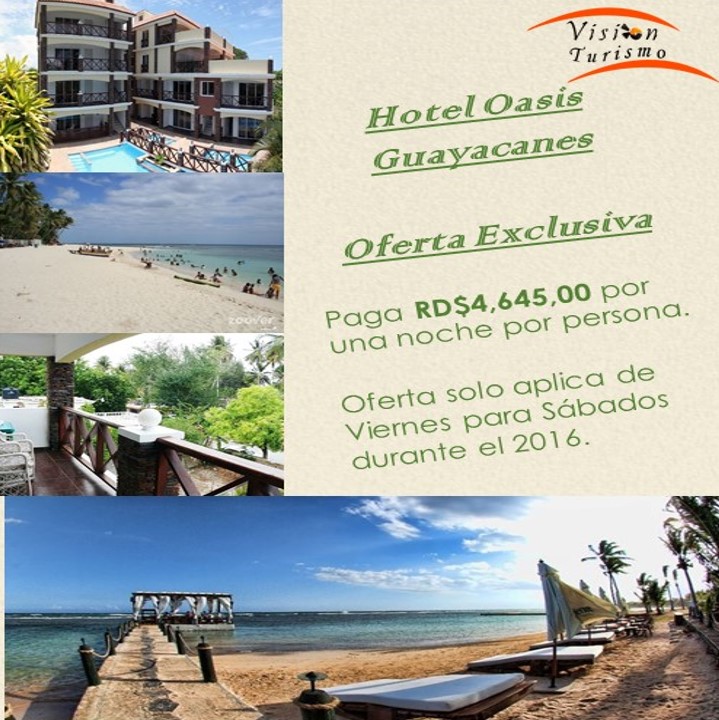 Vision
Turismo
Hotel Oasis
Guayacanes
Oferta Exclusiva
Paga RD$4,645,00 por
una noche por persona.
Oferta solo aplica de
Viernes para Sábados
durante el 2016.
zoover